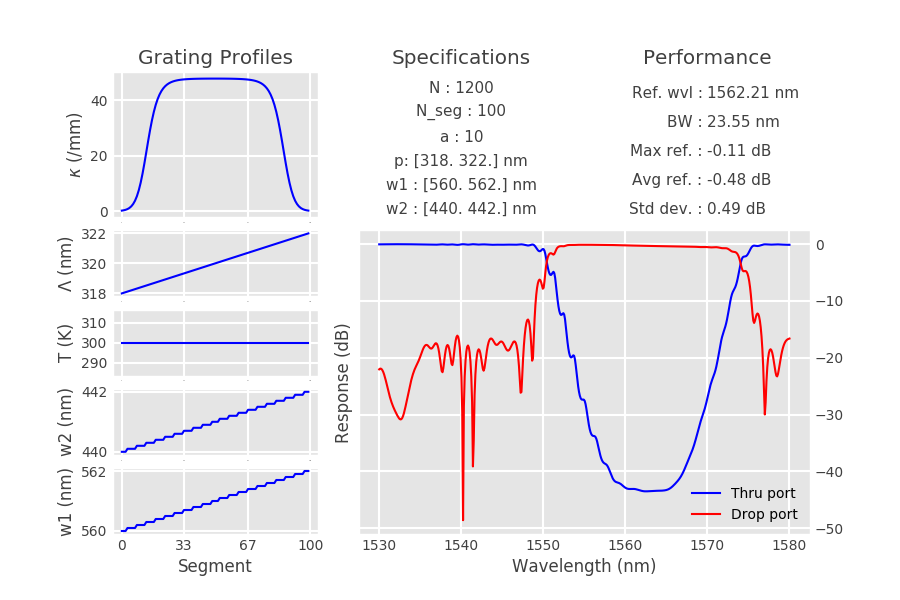 Grating Profiles
κ (/mm)
40
20
0
Λ (nm)
322
320
318
T (K)
310
300
290
w2 (nm)
442
440
w1 (nm)
562
560
0 33 67 100
Segment
Specifications
N : 1200
N_seg : 100
a : 10
p: [318. 322.] nm
w1 : [560. 562.] nm
w2 : [440. 442.] nm
Performance
Ref. wvl : 1562.21 nm
BW : 23.55 nm
Max ref. : -0.11 dB
Avg ref. : -0.48 dB
Std dev. : 0.49 dB
Response (dB)
0
−10
−20
−30
−40
−50
Thru port
Drop port
1530 1540 1550 1560 1570 1580
Wavelength (nm)